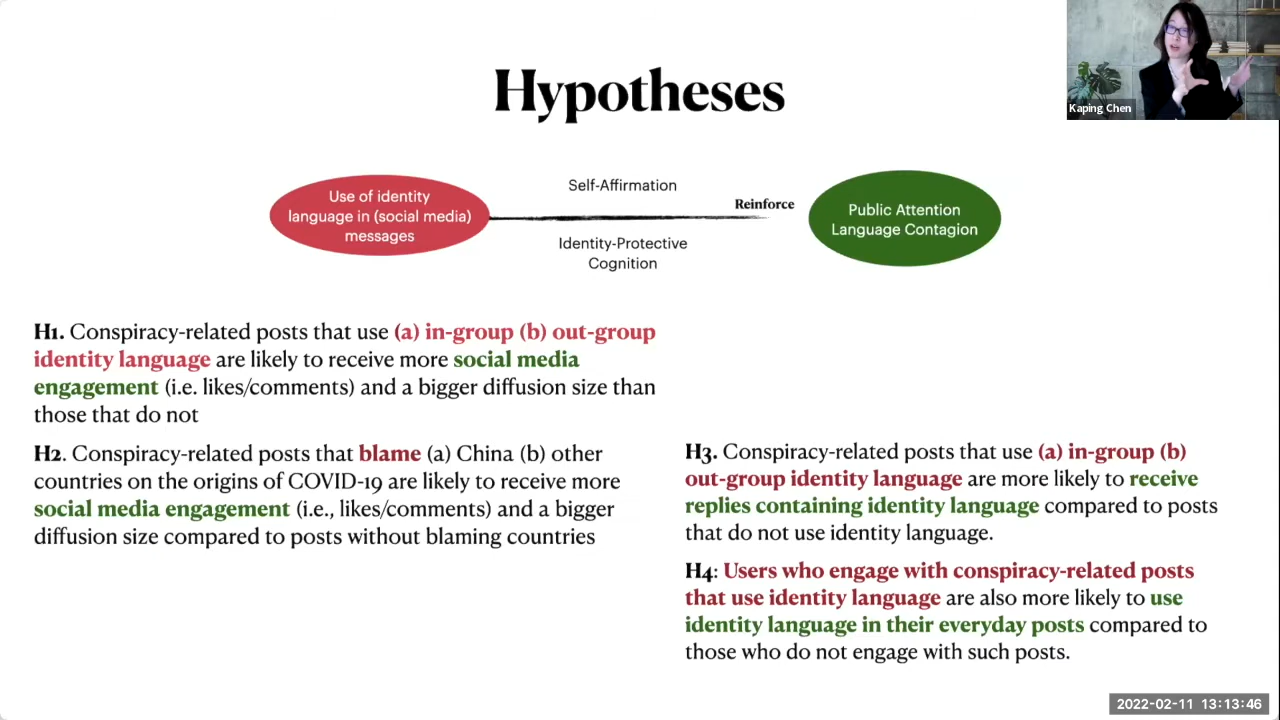 Hypotheses
Kaping Chen
Use of identity
language in (social media)
messages
Self-Affirmation
Reinforce
Identity-Protective
Cognition
Public Attention
Language Contagion
H1. Conspiracy-related posts that use (a) in-group (b) out-group
identity language are likely to receive more social media
engagement (i.e. likes/comments) and a bigger diffusion size than
those that do not
H2. Conspiracy-related posts that blame (a) China (b) other
countries on the origins of COVID-19 are likely to receive more
social media engagement (i.e., likes/comments) and a bigger
diffusion size compared to posts without blaming countries
H3. Conspiracy-related posts that use (a) in-group (b)
out-group identity language are more likely to receive
replies containing identity language compared to posts
that do not use identity language.
H4: Users who engage with conspiracy-related posts
that use identity language are also more likely to use
identity language in their everyday posts compared to
those who do not engage with such posts.
2022-02-11 13:13:46